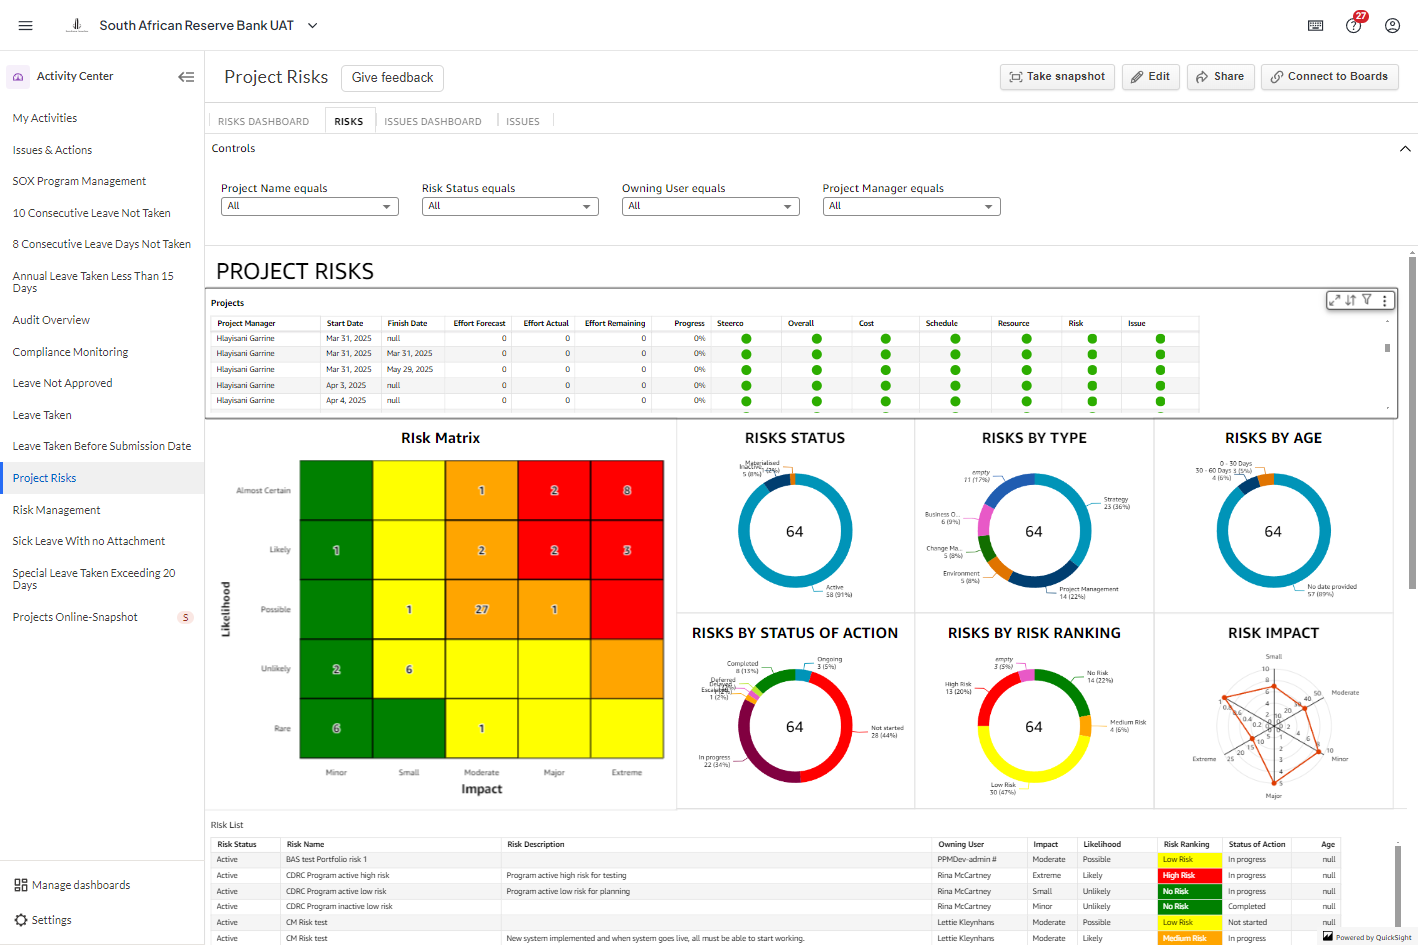 South African Reserve Bank UAT
27
Activity Center
My Activities
Issues & Actions
SOX Program Management
10 Consecutive Leave Not Taken
8 Consecutive Leave Days Not Taken
Annual Leave Taken Less Than 15
Days
Audit Overview
Compliance Monitoring
Leave Not Approved
Leave Taken
Leave Taken Before Submission Date
Project Risks
Risk Management
Sick Leave With no Attachment
Special Leave Taken Exceeding 20
Days
Projects Online-Snapshot S
Manage dashboards
Settings
Project Risks Give feedback
Take snapshot Edit Share Connect to Boards
RISKS DASHBOARD RISKS ISSUES DASHBOARD ISSUES
Controls
Project Name equals Risk Status equals Owning User equals Project Manager equals
All All All All
PROJECT RISKS
Projects
Project Manager Start Date Finish Date Effort Forecast Effort Actual Effort Remaining Progress Steerco Overall Cost Schedule Resource Risk Issue
Hlayisani Garrine Mar 31, 2025 null 0 0 0 0%
Hlayisani Garrine Mar 31, 2025 Mar 31, 2025 0 0 0 0%
Hlayisani Garrine Mar 31, 2025 May 29, 2025 0 0 0 0%
Hlayisani Garrine Apr 3, 2025 null 0 0 0 0%
Hlayisani Garrine Apr 4, 2025 null 0 0 0 0%
RIsk Matrix
Likelihood
Almost Certain 1 2 8
Likely 1 2 2 3
Possible 1 27 1
Unlikely 2 6
Rare 6 1
Minor Small Moderate Major Extreme
Impact
RISKS STATUS
Materialised
5 (8%)
64
Active
58 (91%)
RISKS BY TYPE
empty
11 (17%)
Strategy
23 (36%)
Business O...
6 (9%)
64
Change Ma...
5 (8%)
Environment
5 (8%)
Project Management
14 (22%)
RISKS BY AGE
0 - 30 Days
3 (5%)
30 - 60 Days
4 (6%)
64
No date provided
57 (89%)
RISKS BY STATUS OF ACTION
Completed
8 (13%)
Ongoing
3 (5%)
Deferred
1 (2%)
64
Not started
28 (44%)
In progress
22 (34%)
RISKS BY RISK RANKING
empty
3 (5%)
No Risk
14 (22%)
High Risk
13 (20%)
64
Medium Risk
4 (6%)
Low Risk
30 (47%)
RISK IMPACT
Small
Moderate
Minor
Major
Extreme
RIsk List
Risk Status Risk Name Risk Description Owning User Impact Likelihood Risk Ranking Status of Action Age
Active BAS test Portfolio risk 1 PPMDev-admin # Moderate Possible Low Risk In progress null
Active CDRC Program active high risk Program active high risk for testing Rina McCartney Extreme Likely High Risk In progress null
Active CDRC Program active low risk Program active low risk for planning Rina McCartney Small Unlikely No Risk In progress null
Active CDRC Program inactive low risk Rina McCartney Minor Unlikely No Risk Completed null
Active CM Risk test Lettie Kleynhans Moderate Possible Low Risk Not started null
Active CM Risk test New system implemented and when system goes live, all must be able to start working. Lettie Kleynhans Moderate Likely Medium Risk In progress null
Powered by QuickSight